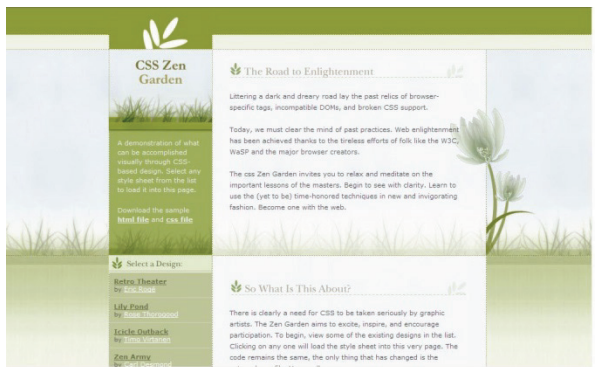 CSS Zen
Garden
A demonstration of what
can be accomplished
visually through CSS-
based design. Select any
style sheet from the list
to load it into this page.
Download the sample
html file and css file
Select a Design:
Retro Theater
by Eric Rogé
Lily Pond
by Rose Thorogood
Icicle Outback
by Timo Virtanen
Zen Army
by Carl Desmond
The Road to Enlightenment
Littering a dark and dreary road lay the past relics of browser-
specific tags, incompatible DOMs, and broken CSS support.
Today, we must clear the mind of past practices. Web enlightenment
has been achieved thanks to the tireless efforts of folk like the W3C,
WaSP and the major browser creators.
The css Zen Garden invites you to relax and meditate on the
important lessons of the masters. Begin to see with clarity. Learn to
use the (yet to be) time-honored techniques in new and invigorating
fashion. Become one with the web.
So What Is This About?
There is clearly a need for CSS to be taken seriously by graphic
artists. The Zen Garden aims to excite, inspire, and encourage
participation. To begin, view some of the existing designs in the list.
Clicking on any one will load the style sheet into this very page. The
code remains the same, the only thing that has changed is the